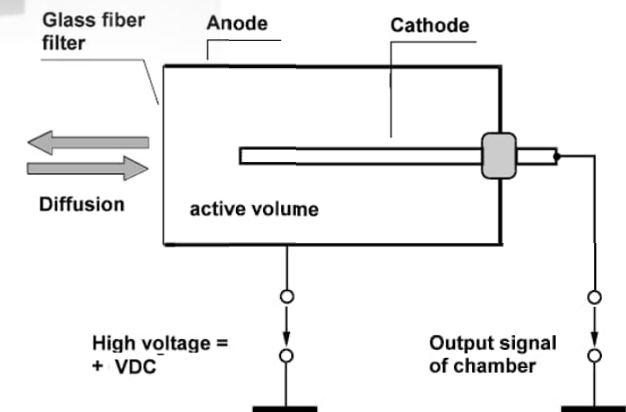 Glass fiber
filter
Anode
Cathode
Diffusion
active volume
High voltage =
+ VDC
Output signal
of chamber